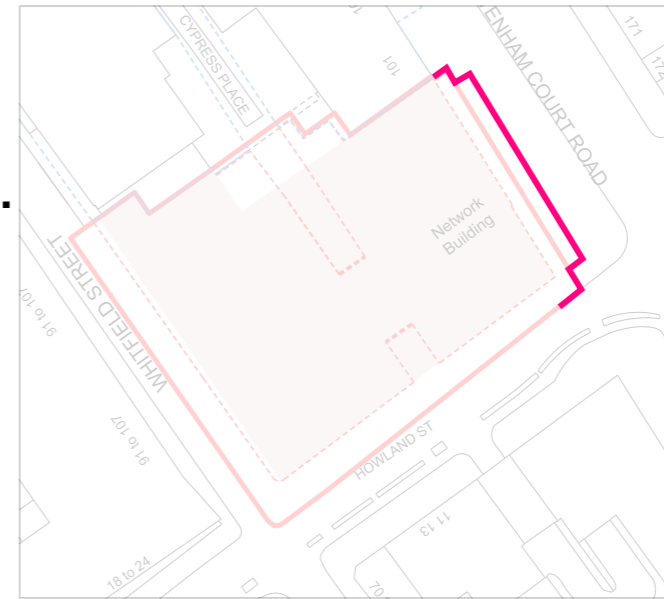 101
171
172
CYPRESS PLACE
ENHAM COURT ROAD
Network
Building
WHITFIELD STREET
91 to 107
91 to 107
HOWLAND ST
11 13
18 to 24
70